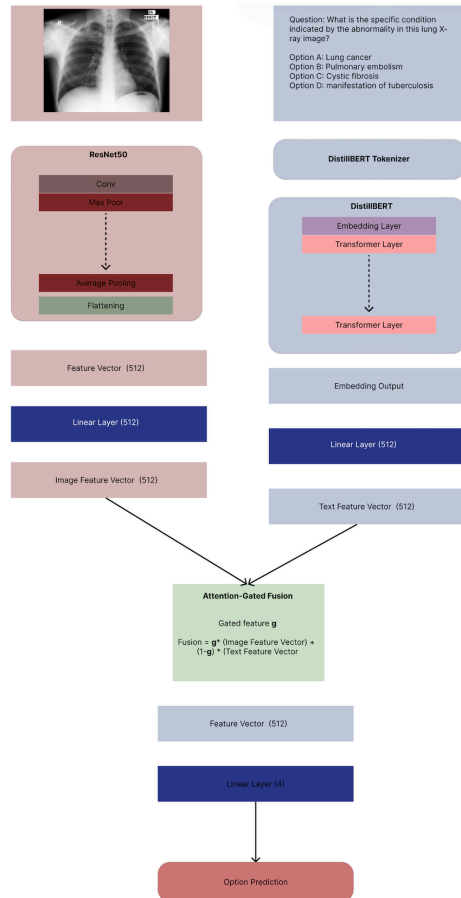 Question: What is the specific condition
indicated by the abnormality in this lung X-
ray image?
Option A: Lung cancer
Option B: Pulmonary embolism
Option C: Cystic fibrosis
Option D: manifestation of tuberculosis
ResNet50
Conv
Max Pool
Average Pooling
Flattening
Feature Vector (512)
Linear Layer (512)
Image Feature Vector (512)
DistillBERT Tokenizer
DistillBERT
Embedding Layer
Transformer Layer
Transformer Layer
Embedding Output
Linear Layer (512)
Text Feature Vector (512)
Attention-Gated Fusion
Gated feature g
Fusion = g* (Image Feature Vector) +
(1-g) * (Text Feature Vector
Feature Vector (512)
Linear Layer (4)
Option Prediction